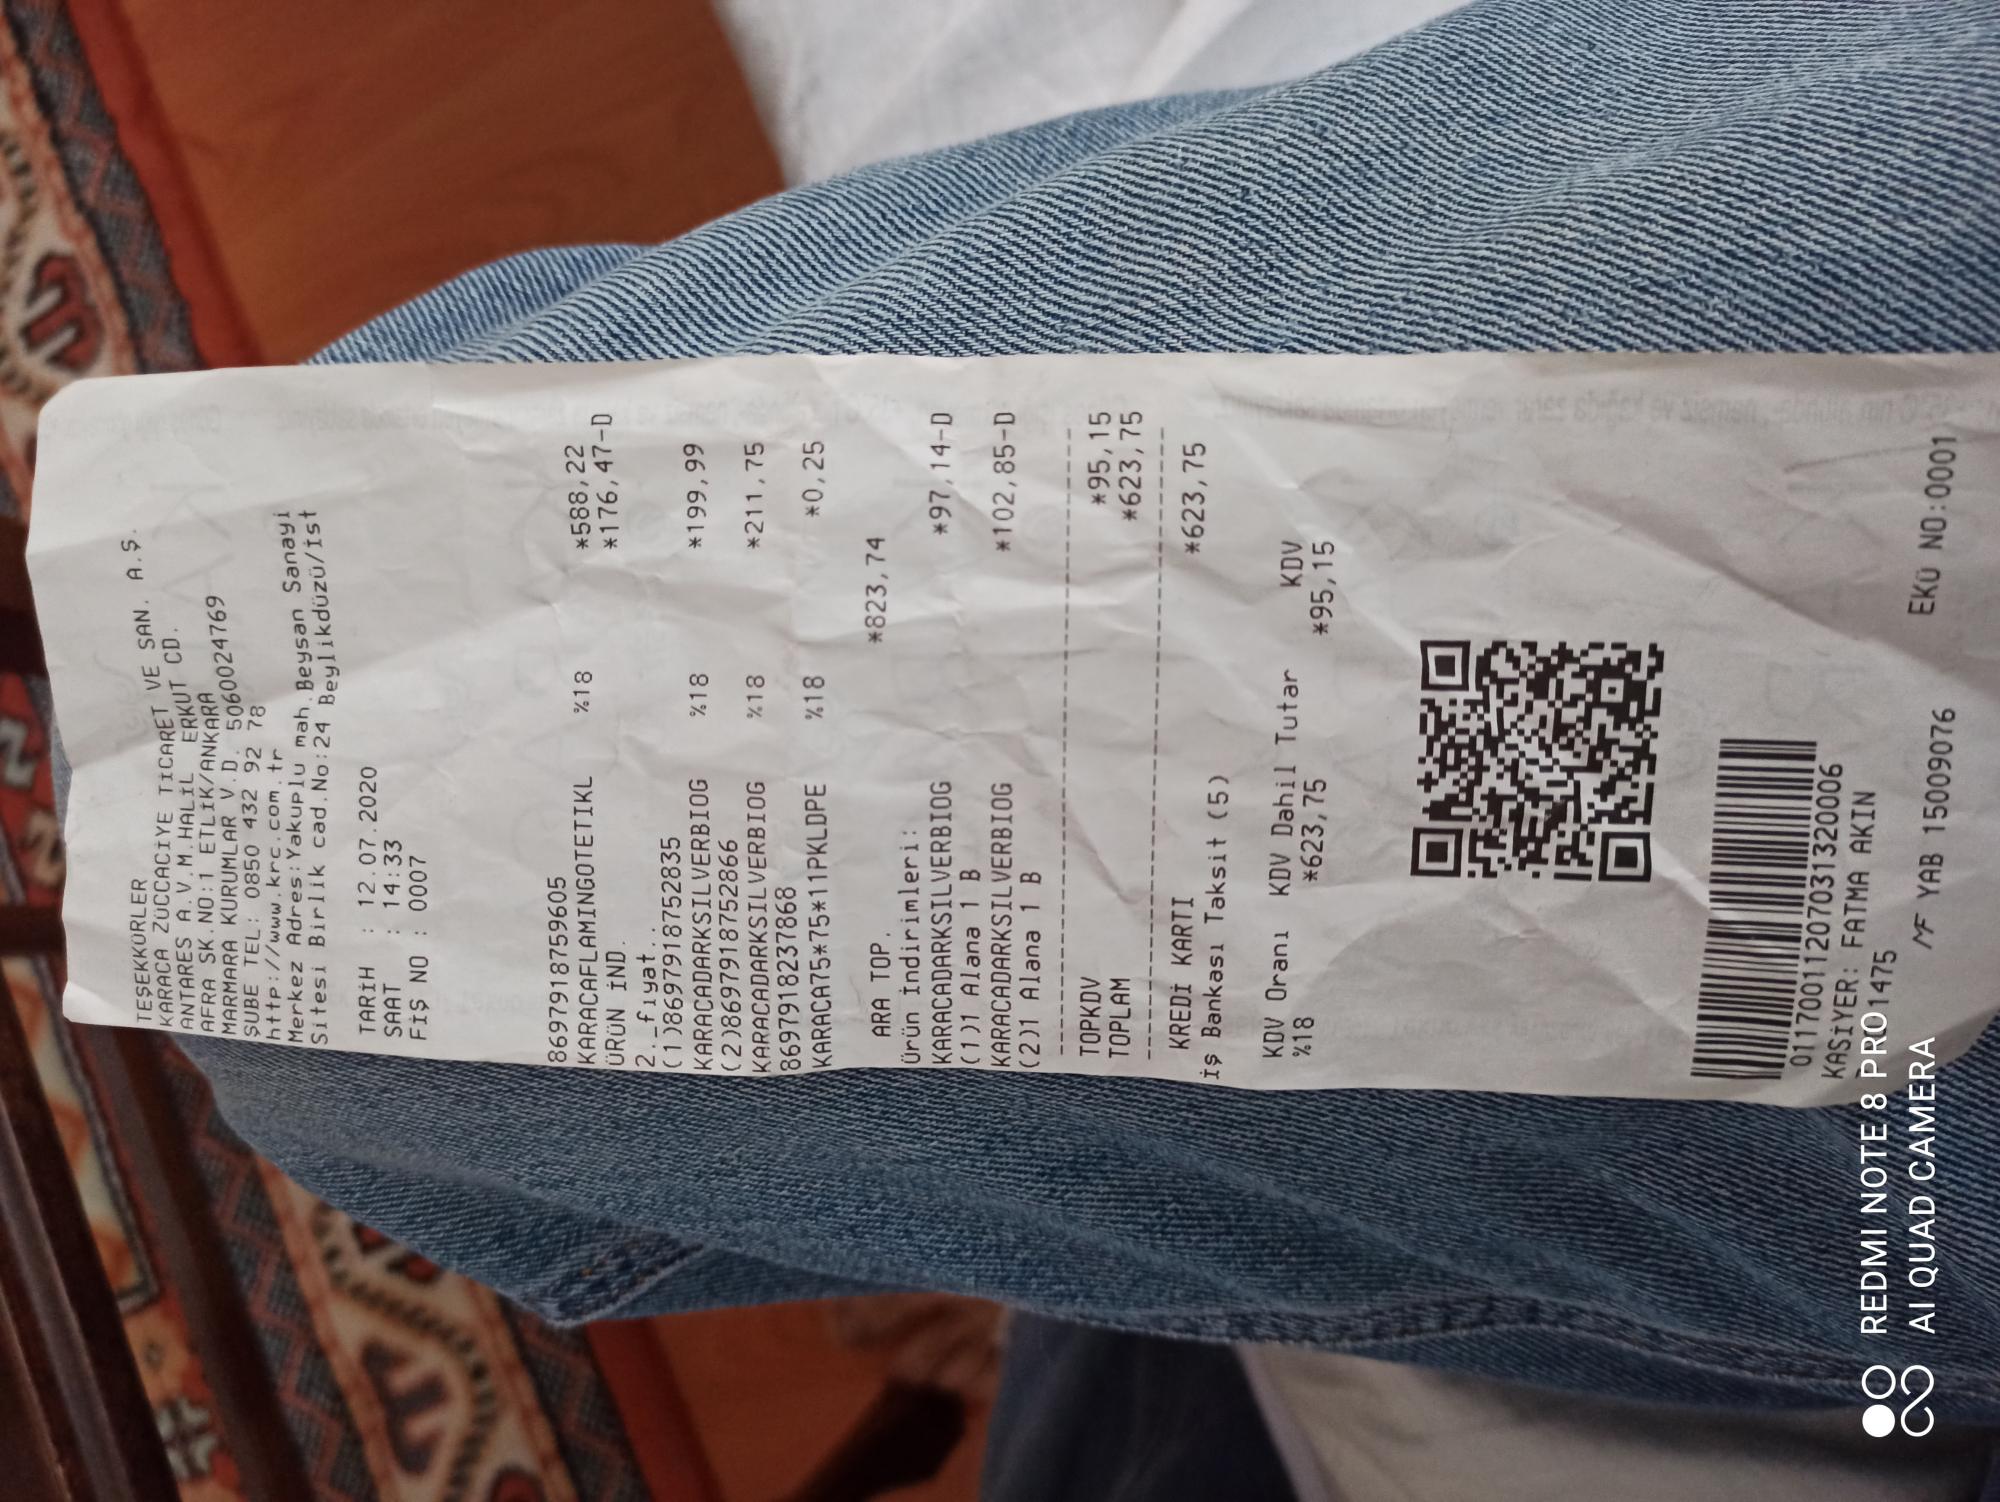 TEŞEKKÜRLER
KARACA ZÜCCACİYE TİCARET VE SAN. A.Ş.
ANTARES A.V.M.HALİL ERKUT CD.
AFRA SK.NO:1 ETLİK/ANKARA
MARMARA KURUMLAR V.D. 5060024769
ŞUBE TEL: 0850 432 92 78
http://www.krc.com.tr
Merkez Adres:Yakuplu mah.Beysan Sanayi
Sitesi Birlik cad.No:24 Beylikdüzü/İst
TARİH : 12.07.2020
SAAT : 14:33
FİŞ NO : 0007
8697918759605
KARACAFLAMINGOTETIKL %18 *588,22
ÜRÜN İND. *176,47-D
2._fiyat..
(1)8697918752835
KARACADARKSILVERBIOG %18 *199,99
(2)8697918752866
KARACADARKSILVERBIOG %18 *211,75
8697918237868
KARACA75*75*11PKLDPE %18 *0,25
ARA TOP. *823,74
Ürün İndirimleri:
KARACADARKSILVERBIOG *97,14-D
(1)1 Alana 1 B
KARACADARKSILVERBIOG *102,85-D
(2)1 Alana 1 B
TOPKDV *95,15
TOPLAM *623,75
KREDİ KARTI *623,75
İş Bankası Taksit (5)
KDV Oranı KDV Dahil Tutar KDV
%18 *623,75 *95,15
011700112070313200​06
KASİYER: FATMA AKIN
1475
MF YAB 15009076 EKÜ NO:0001
REDMI NOTE 8 PRO
AI QUAD CAMERA